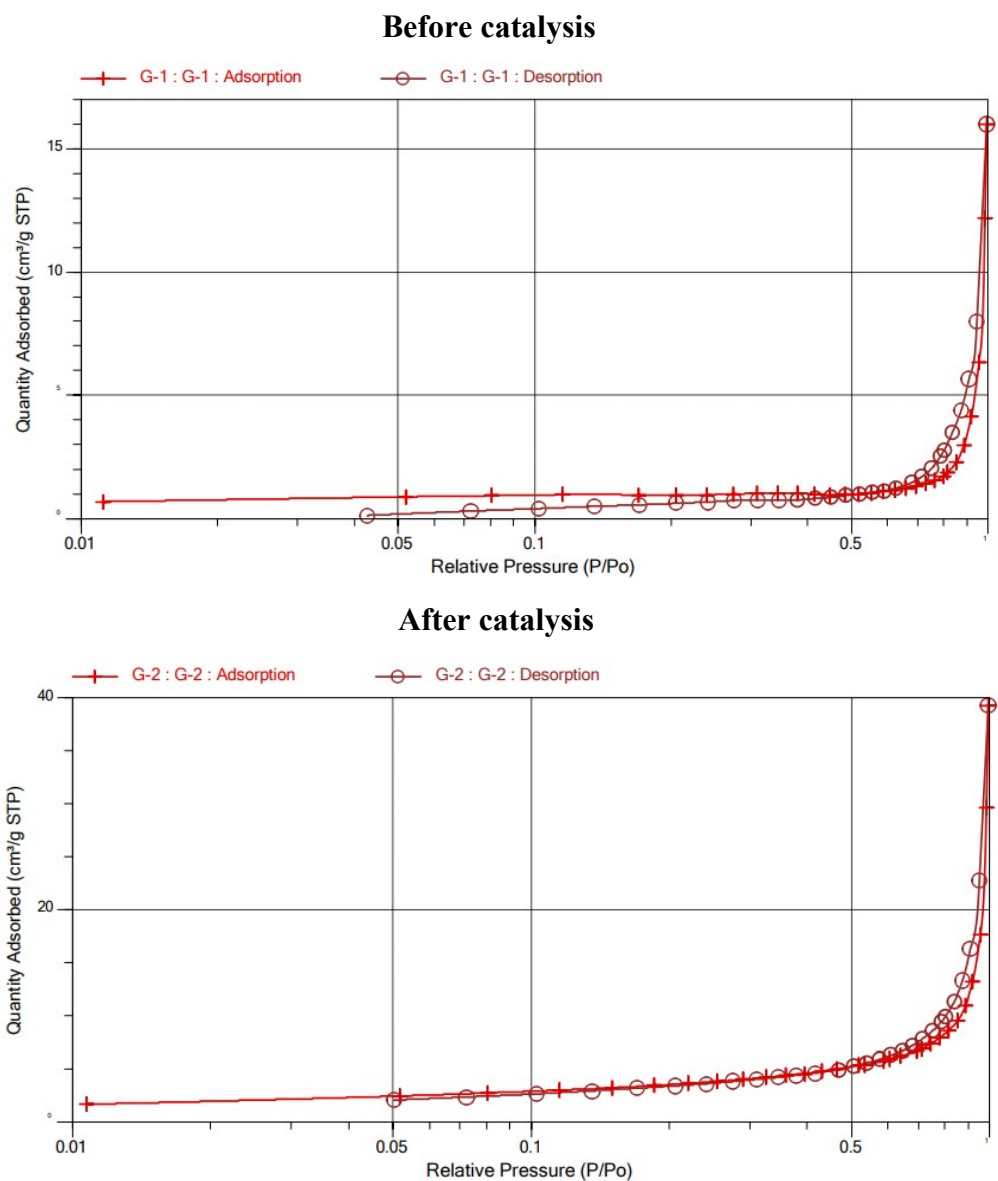 Before catalysis
G-1 : G-1 : Adsorption G-1 : G-1 : Desorption
15
10
5
0
Quantity Adsorbed (cm³/g STP)
0.01 0.05 0.1 0.5 1
Relative Pressure (P/Po)
After catalysis
G-2 : G-2 : Adsorption G-2 : G-2 : Desorption
40
20
0
Quantity Adsorbed (cm³/g STP)
0.01 0.05 0.1 0.5 1
Relative Pressure (P/Po)